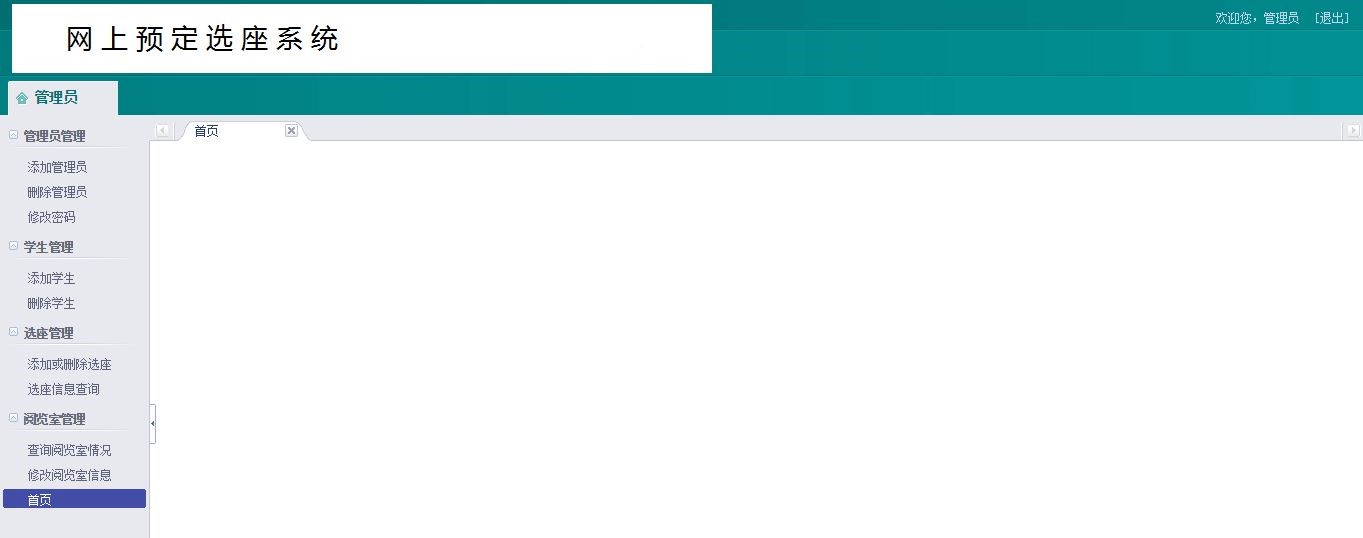 网上预定选座系统
欢迎您，管理员 [退出]
管理员
首页
管理员管理
添加管理员
删除管理员
修改密码
学生管理
添加学生
删除学生
选座管理
添加或删除选座
选座信息查询
阅览室管理
查询阅览室情况
修改阅览室信息
首页